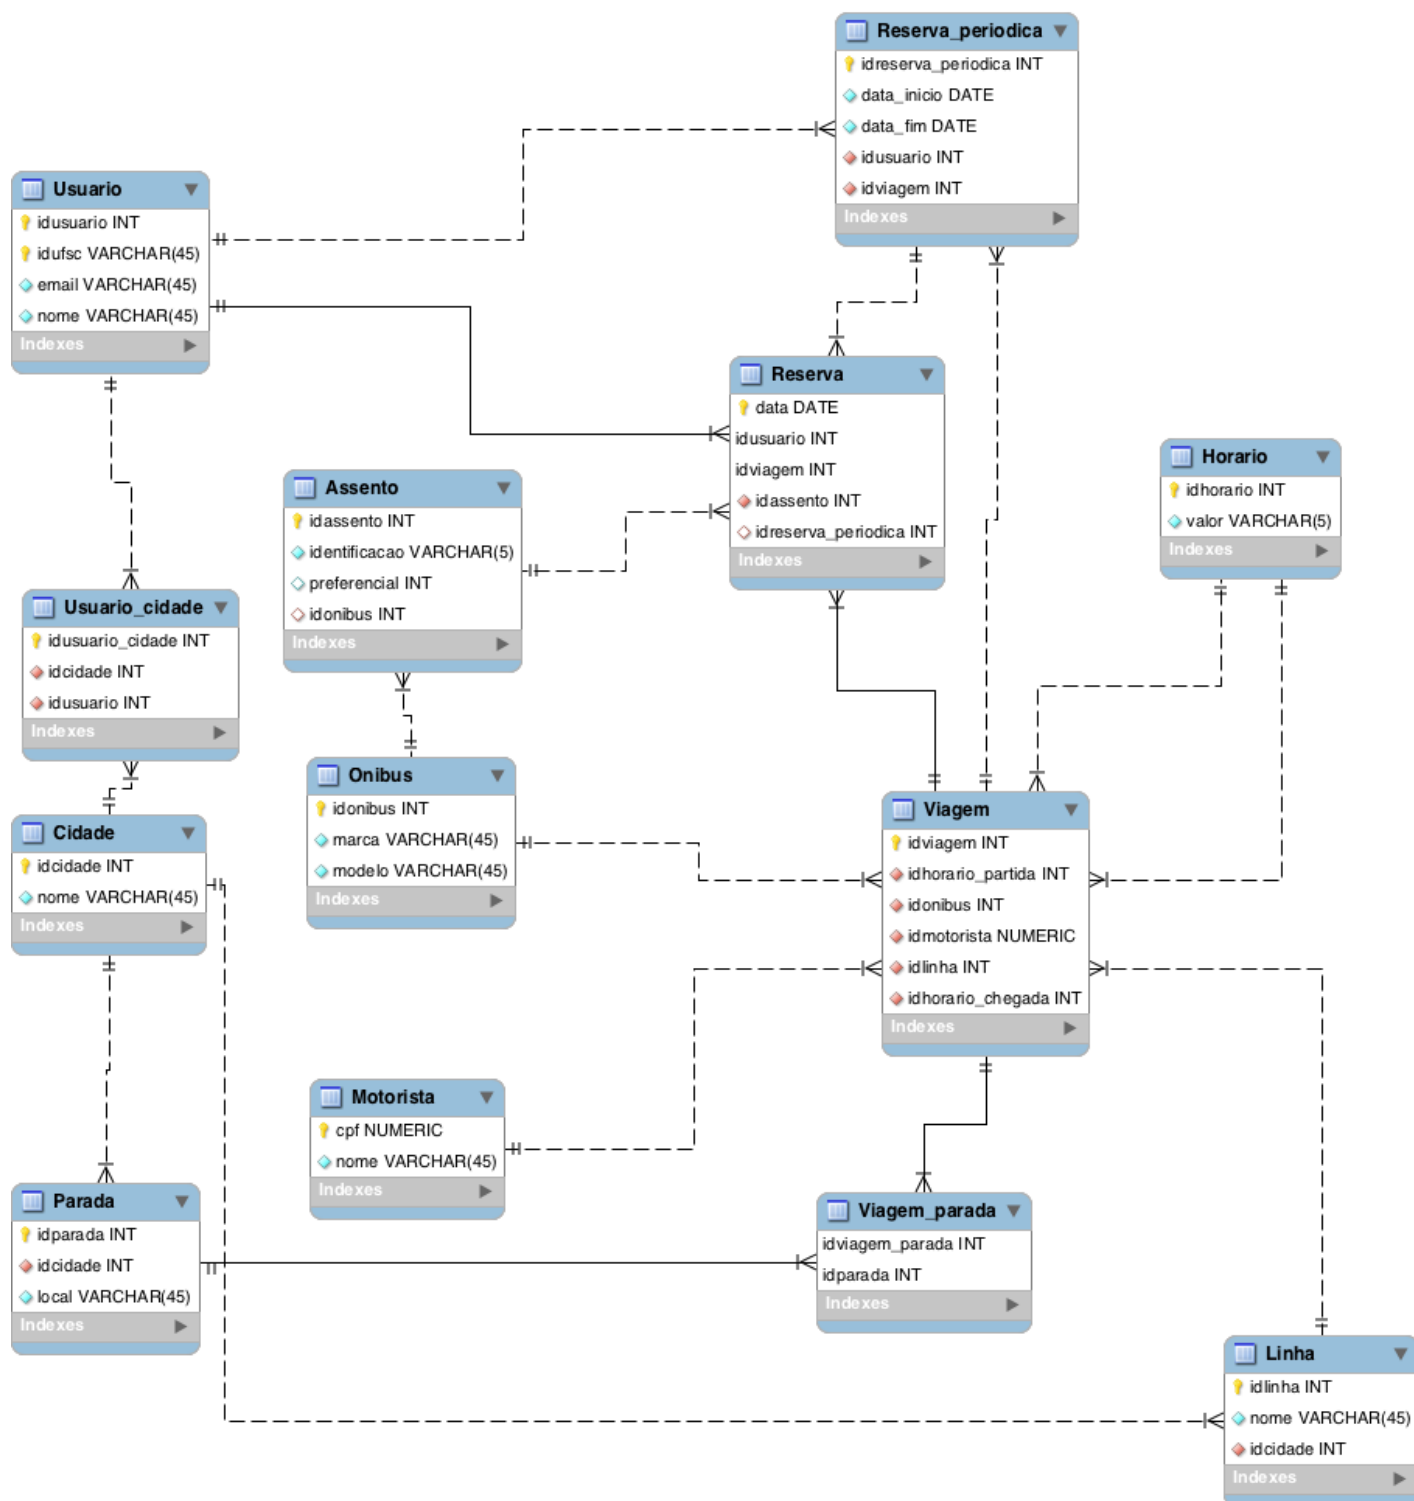 Reserva_periodica
idreserva_periodica INT
data_inicio DATE
data_fim DATE
idusuario INT
idviagem INT
Indexes
Usuario
idusuario INT
idufsc VARCHAR(45)
email VARCHAR(45)
nome VARCHAR(45)
Indexes
Reserva
data DATE
idusuario INT
idviagem INT
idassento INT
idreserva_periodica INT
Indexes
Horario
idhorario INT
valor VARCHAR(5)
Indexes
Assento
idassento INT
identificacao VARCHAR(5)
preferencial INT
idonibus INT
Indexes
Usuario_cidade
idusuario_cidade INT
idcidade INT
idusuario INT
Indexes
Onibus
idonibus INT
marca VARCHAR(45)
modelo VARCHAR(45)
Indexes
Viagem
idviagem INT
idhorario_partida INT
idonibus INT
idmotorista NUMERIC
idlinha INT
idhorario_chegada INT
Indexes
Cidade
idcidade INT
nome VARCHAR(45)
Indexes
Motorista
cpf NUMERIC
nome VARCHAR(45)
Indexes
Parada
idparada INT
idcidade INT
local VARCHAR(45)
Indexes
Viagem_parada
idviagem_parada INT
idparada INT
Indexes
Linha
idlinha INT
nome VARCHAR(45)
idcidade INT
Indexes